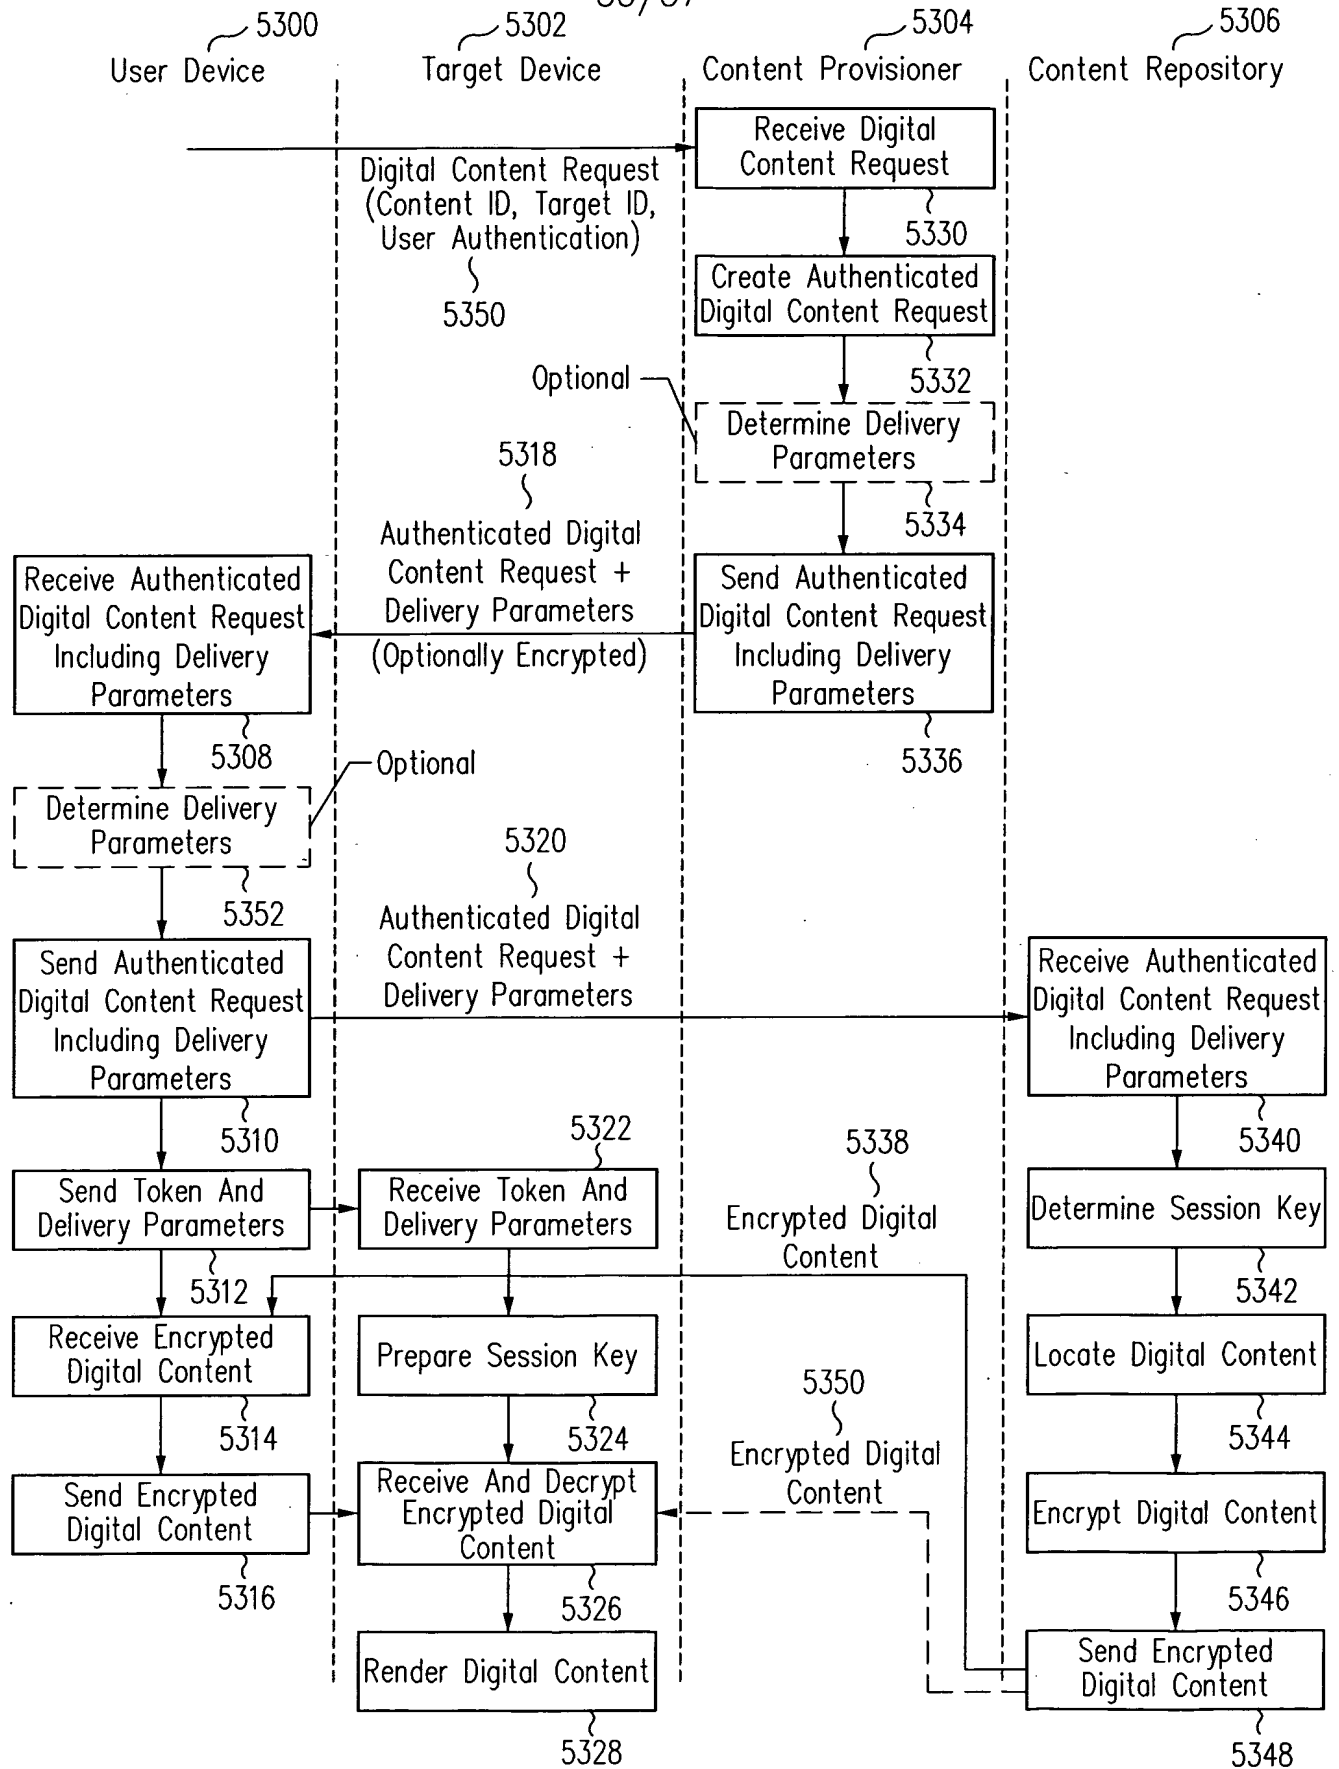 5300
5302
5304
5306
User Device
Target Device
Content Provisioner
Content Repository
Receive Digital
Content Request
5330
Digital Content Request
(Content ID, Target ID,
User Authentication)
5350
Create Authenticated
Digital Content Request
5332
Optional
Determine Delivery
Parameters
5334
5318
Authenticated Digital
Content Request +
Delivery Parameters
(Optionally Encrypted)
Send Authenticated
Digital Content Request
Including Delivery
Parameters
5336
Receive Authenticated
Digital Content Request
Including Delivery
Parameters
5308
Optional
Determine Delivery
Parameters
5352
5320
Authenticated Digital
Content Request +
Delivery Parameters
Send Authenticated
Digital Content Request
Including Delivery
Parameters
5310
Receive Authenticated
Digital Content Request
Including Delivery
Parameters
5340
Send Token And
Delivery Parameters
5312
5322
Receive Token And
Delivery Parameters
5338
Encrypted Digital
Content
Determine Session Key
5342
Receive Encrypted
Digital Content
5314
Prepare Session Key
5324
Locate Digital Content
5344
5350
Encrypted Digital
Content
Send Encrypted
Digital Content
5316
Receive And Decrypt
Encrypted Digital
Content
5326
Encrypt Digital Content
5346
Render Digital Content
5328
Send Encrypted
Digital Content
5348